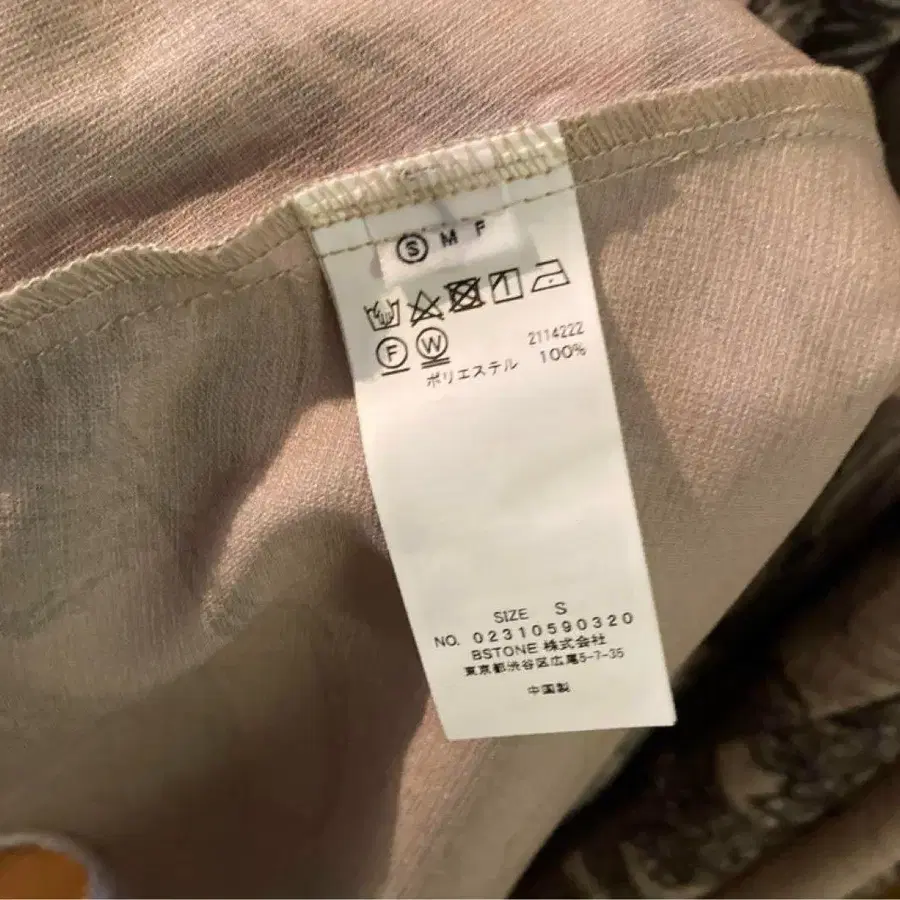 S M F
F W
2114222
ポリエステル 100%
SIZE S
NO. 02310590320
BSTONE 株式会社
東京都渋谷区広尾5-7-35
中国製